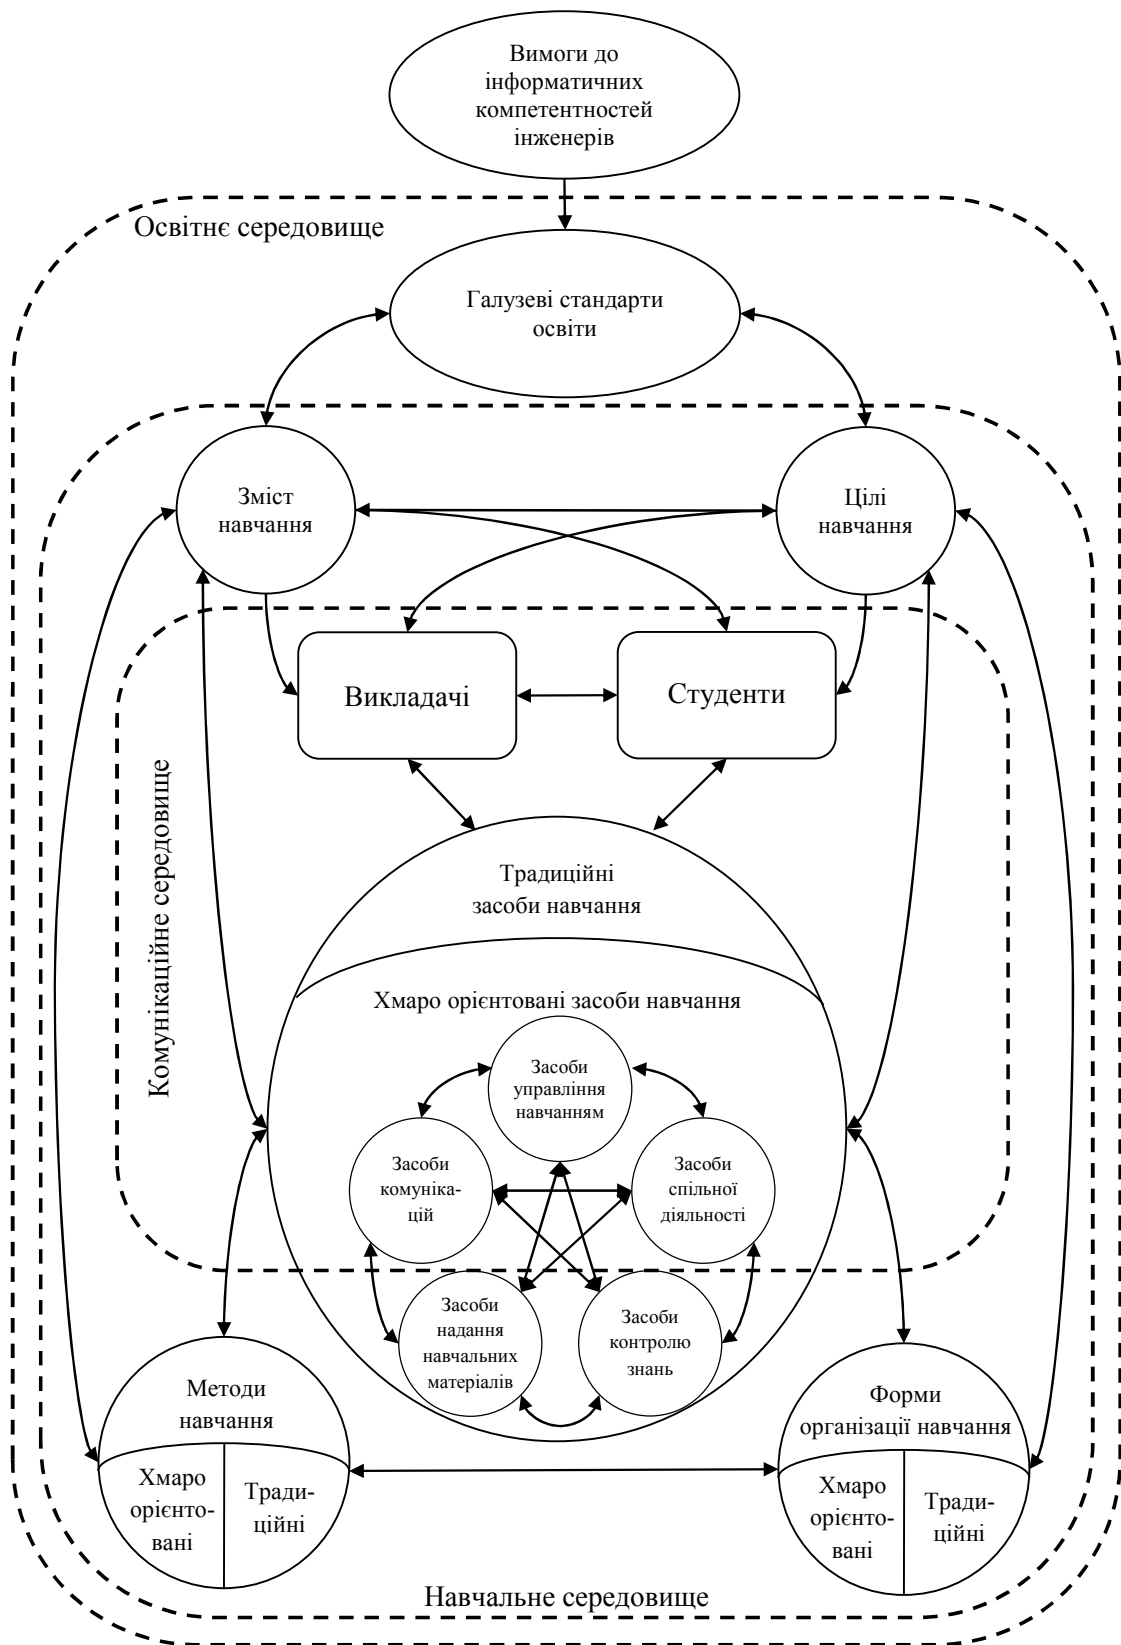 Вимоги до
інформатичних
компетентностей
інженерів
Освітнє середовище
Галузеві стандарти
освіти
Зміст
навчання
Цілі
навчання
Викладачі
Студенти
Комунікаційне середовище
Традиційні
засоби навчання
Хмаро орієнтовані засоби навчання
Засоби
управління
навчанням
Засоби
комуніка-
цій
Засоби
спільної
діяльності
Засоби
надання
навчальних
матеріалів
Засоби
контролю
знань
Методи
навчання
Хмаро
орієнто-
вані
Тради-
ційні
Форми
організації навчання
Хмаро
орієнто-
вані
Тради-
ційні
Навчальне середовище